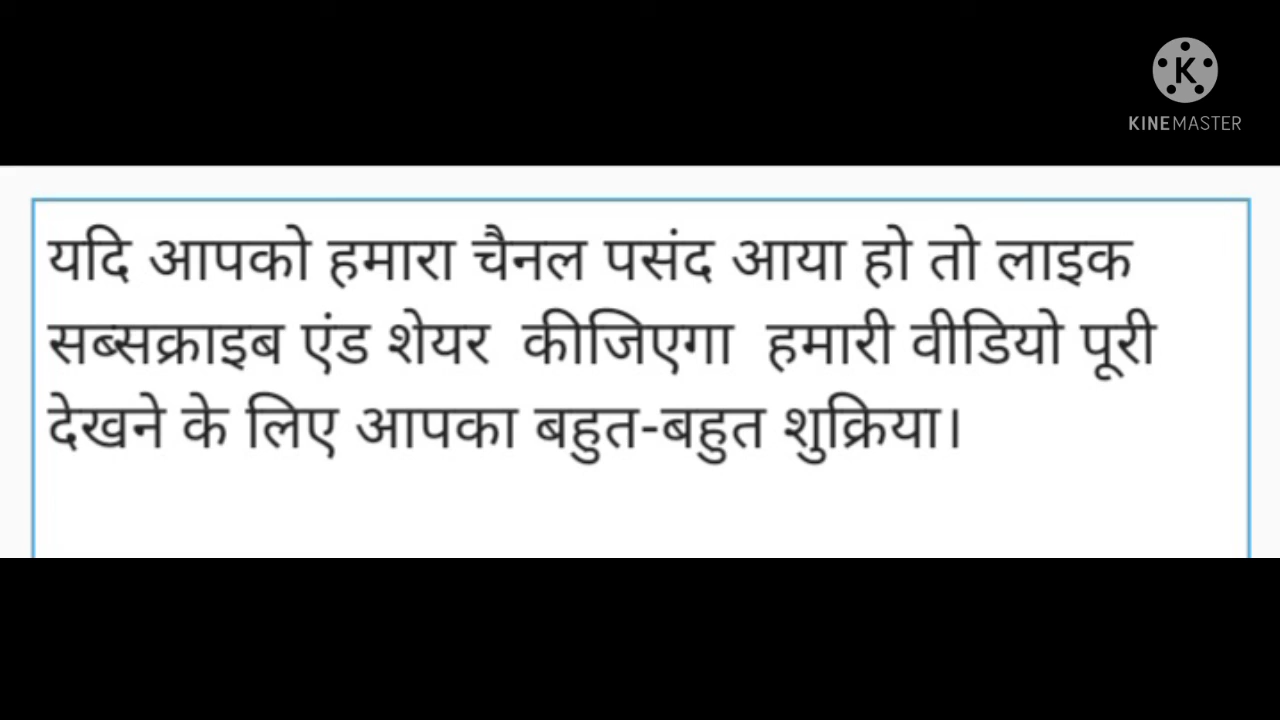 K
KINEMASTER
यदि आपको हमारा चैनल पसंद आया हो तो लाइक
सब्सक्राइब एंड शेयर कीजिएगा हमारी वीडियो पूरी
देखने के लिए आपका बहुत-बहुत शुक्रिया।